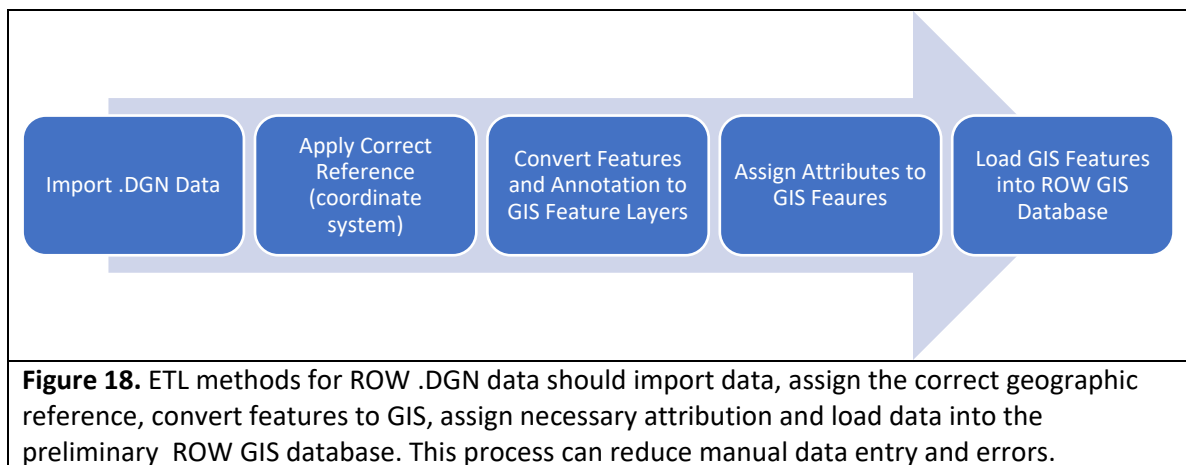 Import .DGN Data
Apply Correct
Reference
(coordinate
system)
Convert Features
and Annotation to
GIS Feature Layers
Assign Attributes to
GIS Feaures
Load GIS Features
into ROW GIS
Database
Figure 18. ETL methods for ROW .DGN data should import data, assign the correct geographic
reference, convert features to GIS, assign necessary attribution and load data into the
preliminary ROW GIS database. This process can reduce manual data entry and errors.